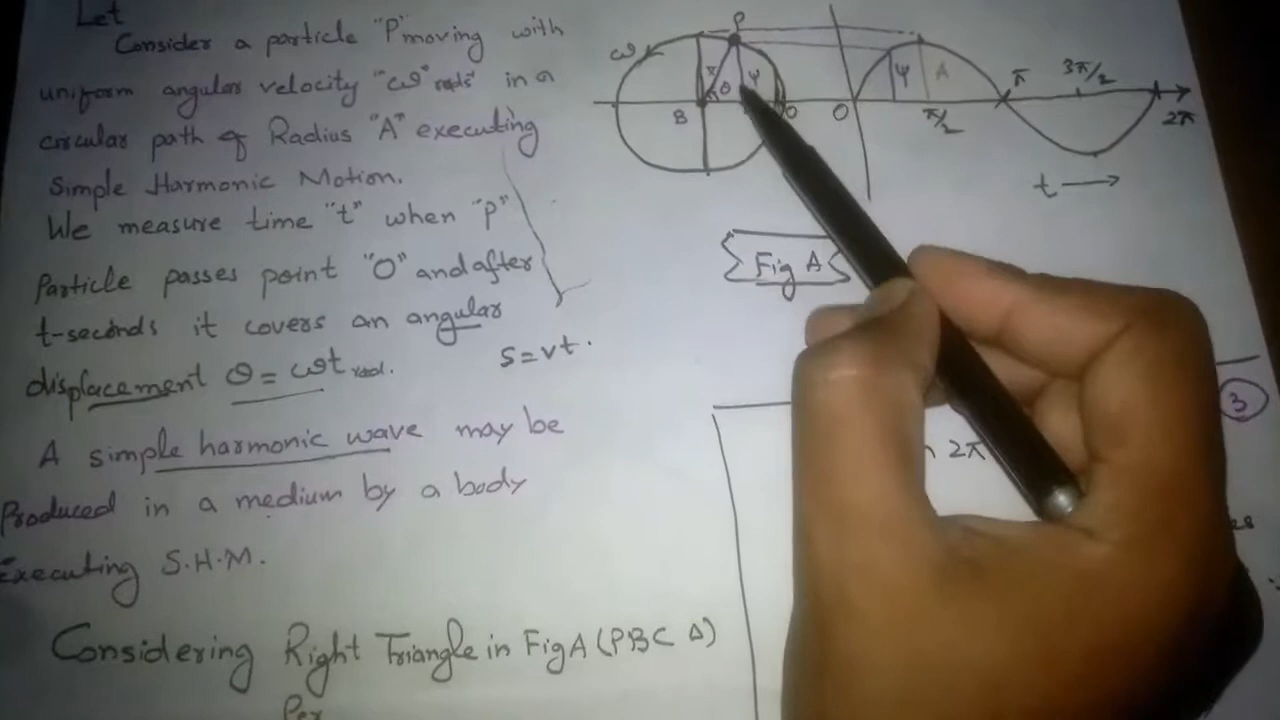 Let
Consider a particle "P" moving with
uniform angular velocity "ω" rad/s in a
circular path of Radius "A" executing
Simple Harmonic Motion.
We measure time "t" when "P"
Particle passes point "O" and after
t-seconds it covers an angular
displacement θ = ωt rad.
S = vt.
A simple harmonic wave may be
Produced in a medium by a body
Executing S.H.M.
Considering Right Triangle in Fig A (PBC Δ)
Per
ω
P
θ
Ψ
B
O
O
Ψ
A
π/2
π
3π/2
2π
t
Fig A
3
2π